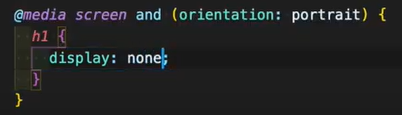 @media screen and (orientation: portrait) {
h1 {
display: none;
}
}